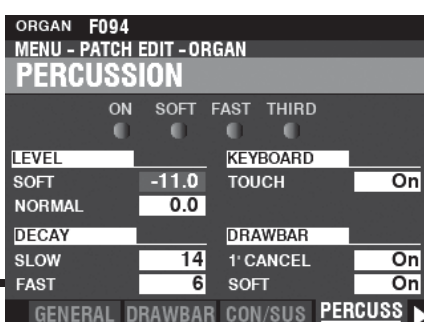 ORGAN F094
MENU - PATCH EDIT - ORGAN
PERCUSSION
ON SOFT FAST THIRD
LEVEL KEYBOARD
SOFT -11.0 TOUCH On
NORMAL 0.0
DECAY DRAWBAR
SLOW 14 1' CANCEL On
FAST 6 SOFT On
GENERAL DRAWBAR CON/SUS PERCUSS